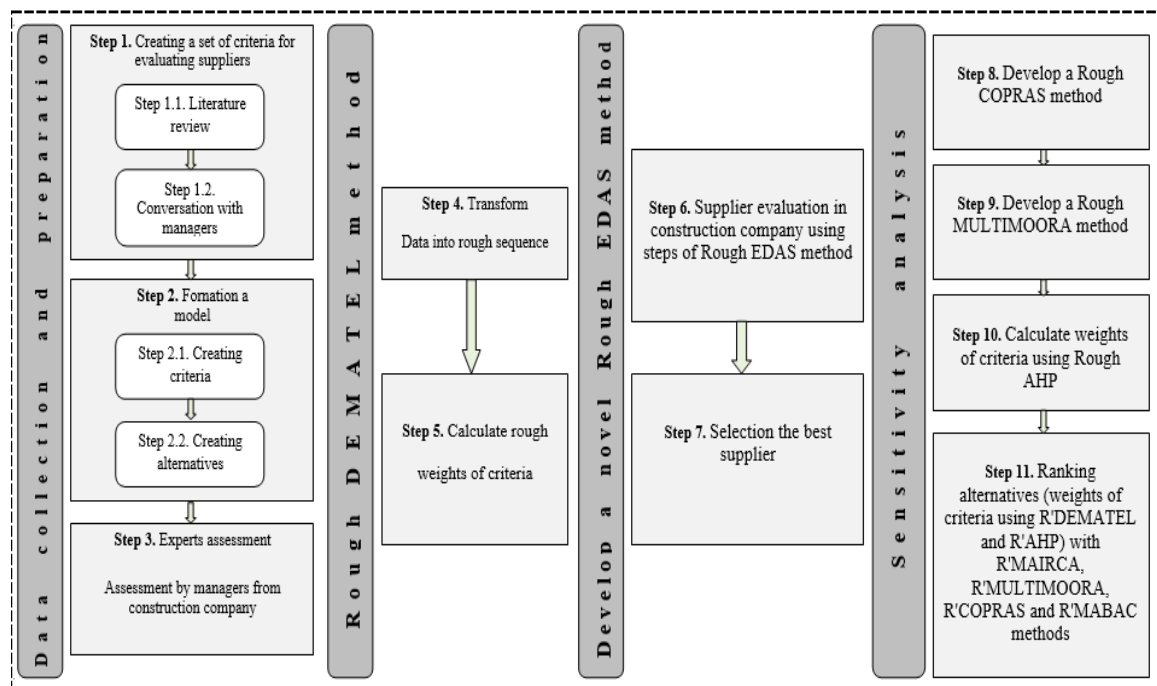 Data collection and preparation
Step 1. Creating a set of criteria for
evaluating suppliers
Step 1.1. Literature
review
Step 1.2.
Conversation with
managers
Step 2. Fornation a
model
Step 2.1. Creating
criteria
Step 2.2. Creating
alternatives
Step 3. Experts assessment
Assessment by managers from
construction company
Rough DEMATEL method
Step 4. Transform
Data into rough sequence
Step 5. Calculate rough
weights of criteria
Develop a novel Rough EDAS method
Step 6. Supplier evaluation in
construction company using
steps of Rough EDAS method
Step 7. Selection the best
supplier
Sensitivity analysis
Step 8. Develop a Rough
COPRAS method
Step 9. Develop a Rough
MULTIMOORA method
Step 10. Calculate weights
of criteria using Rough
AHP
Step 11. Ranking
alternatives (weights of
criteria using R'DEMATEL
and R'AHP) with
R'MAIRCA,
R'MULTIMOORA,
R'COPRAS and R'MABAC
methods